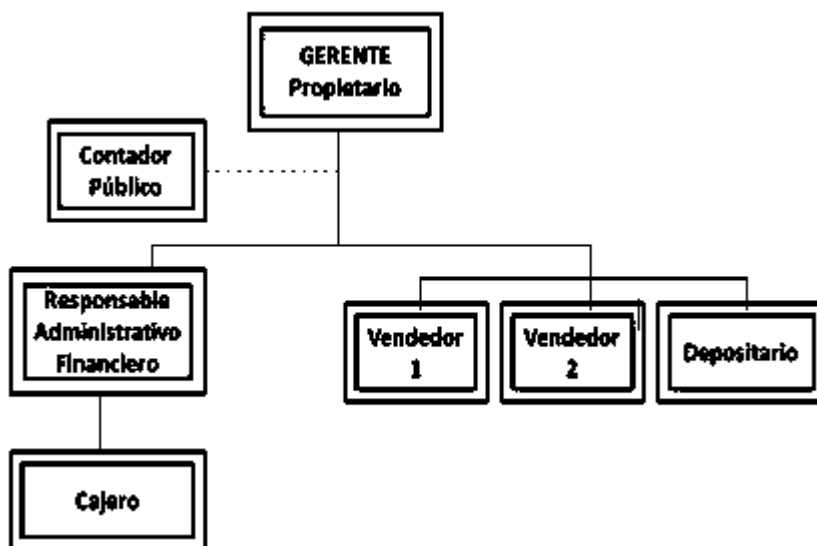 GERENTE
Propietario
Contador
Público
Responsable
Administrativo
Financiero
Vendedor
1
Vendedor
2
Depositario
Cajero